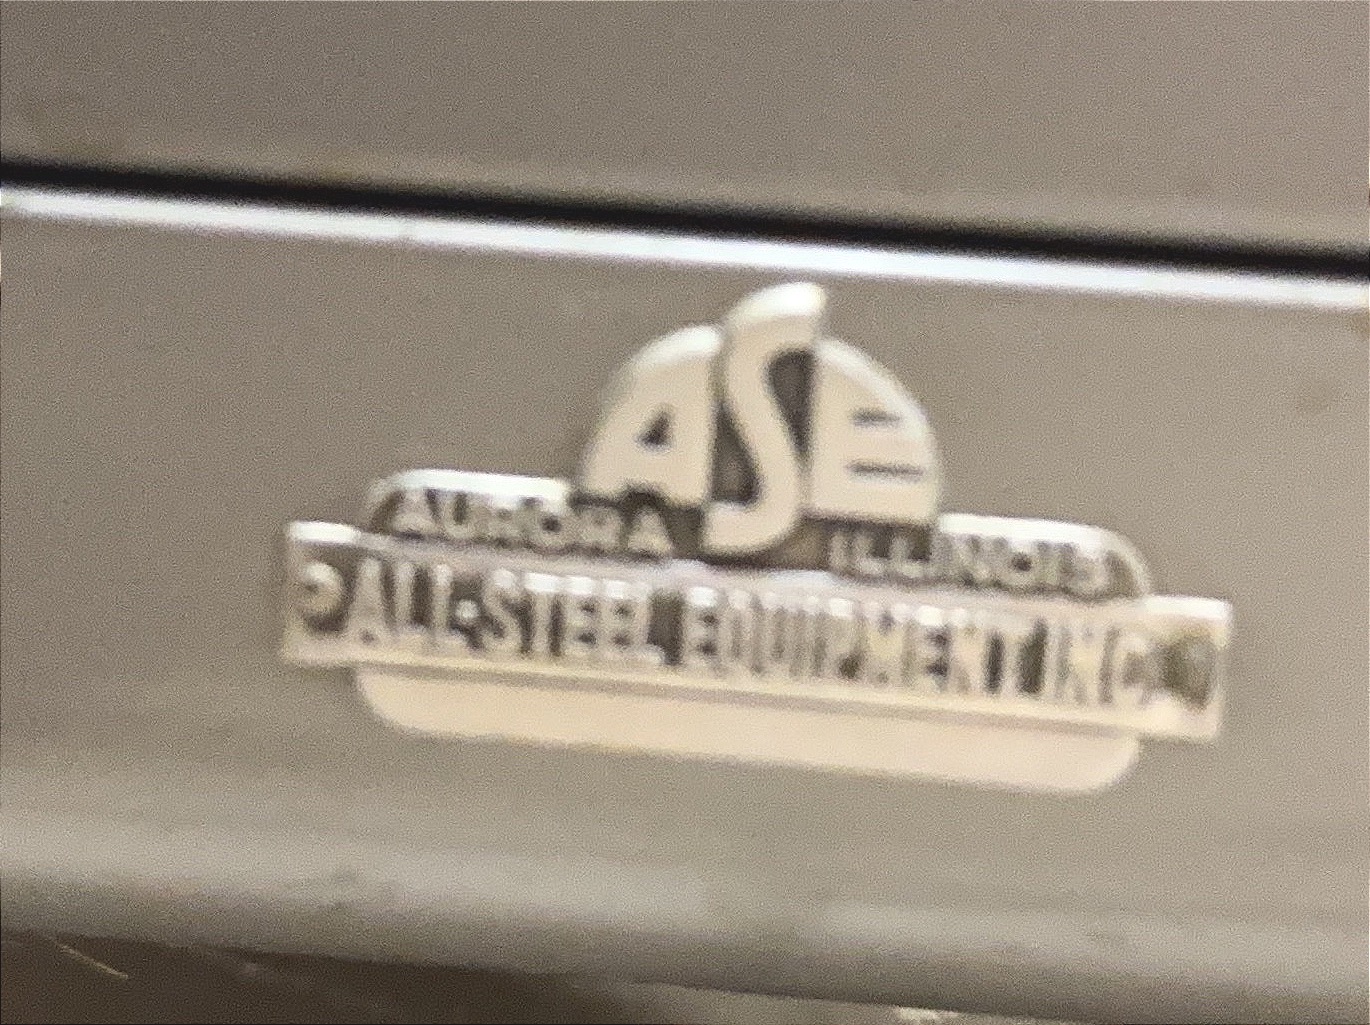 ASE
AURORA ILLINOIS
ALL-STEEL EQUIPMENT INC